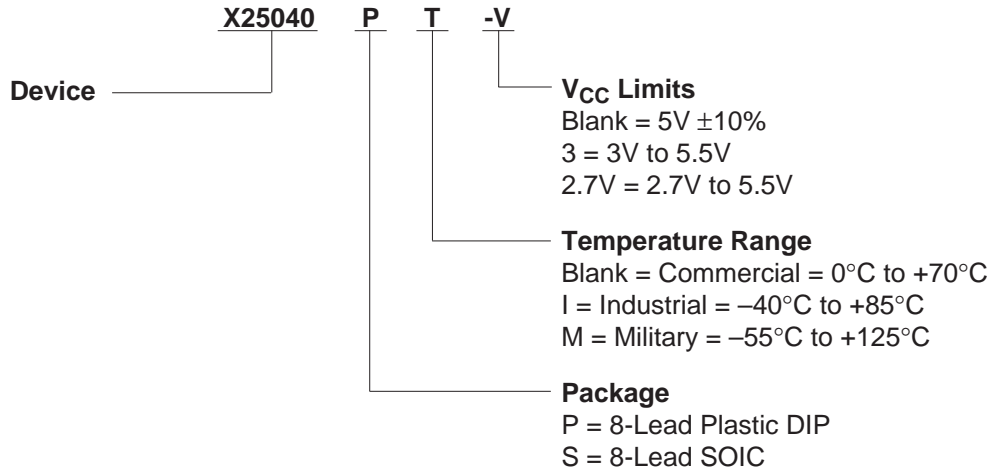 X25040 P T -V
Device
VCC Limits
Blank = 5V ±10%
3 = 3V to 5.5V
2.7V = 2.7V to 5.5V
Temperature Range
Blank = Commercial = 0°C to +70°C
I = Industrial = –40°C to +85°C
M = Military = –55°C to +125°C
Package
P = 8-Lead Plastic DIP
S = 8-Lead SOIC